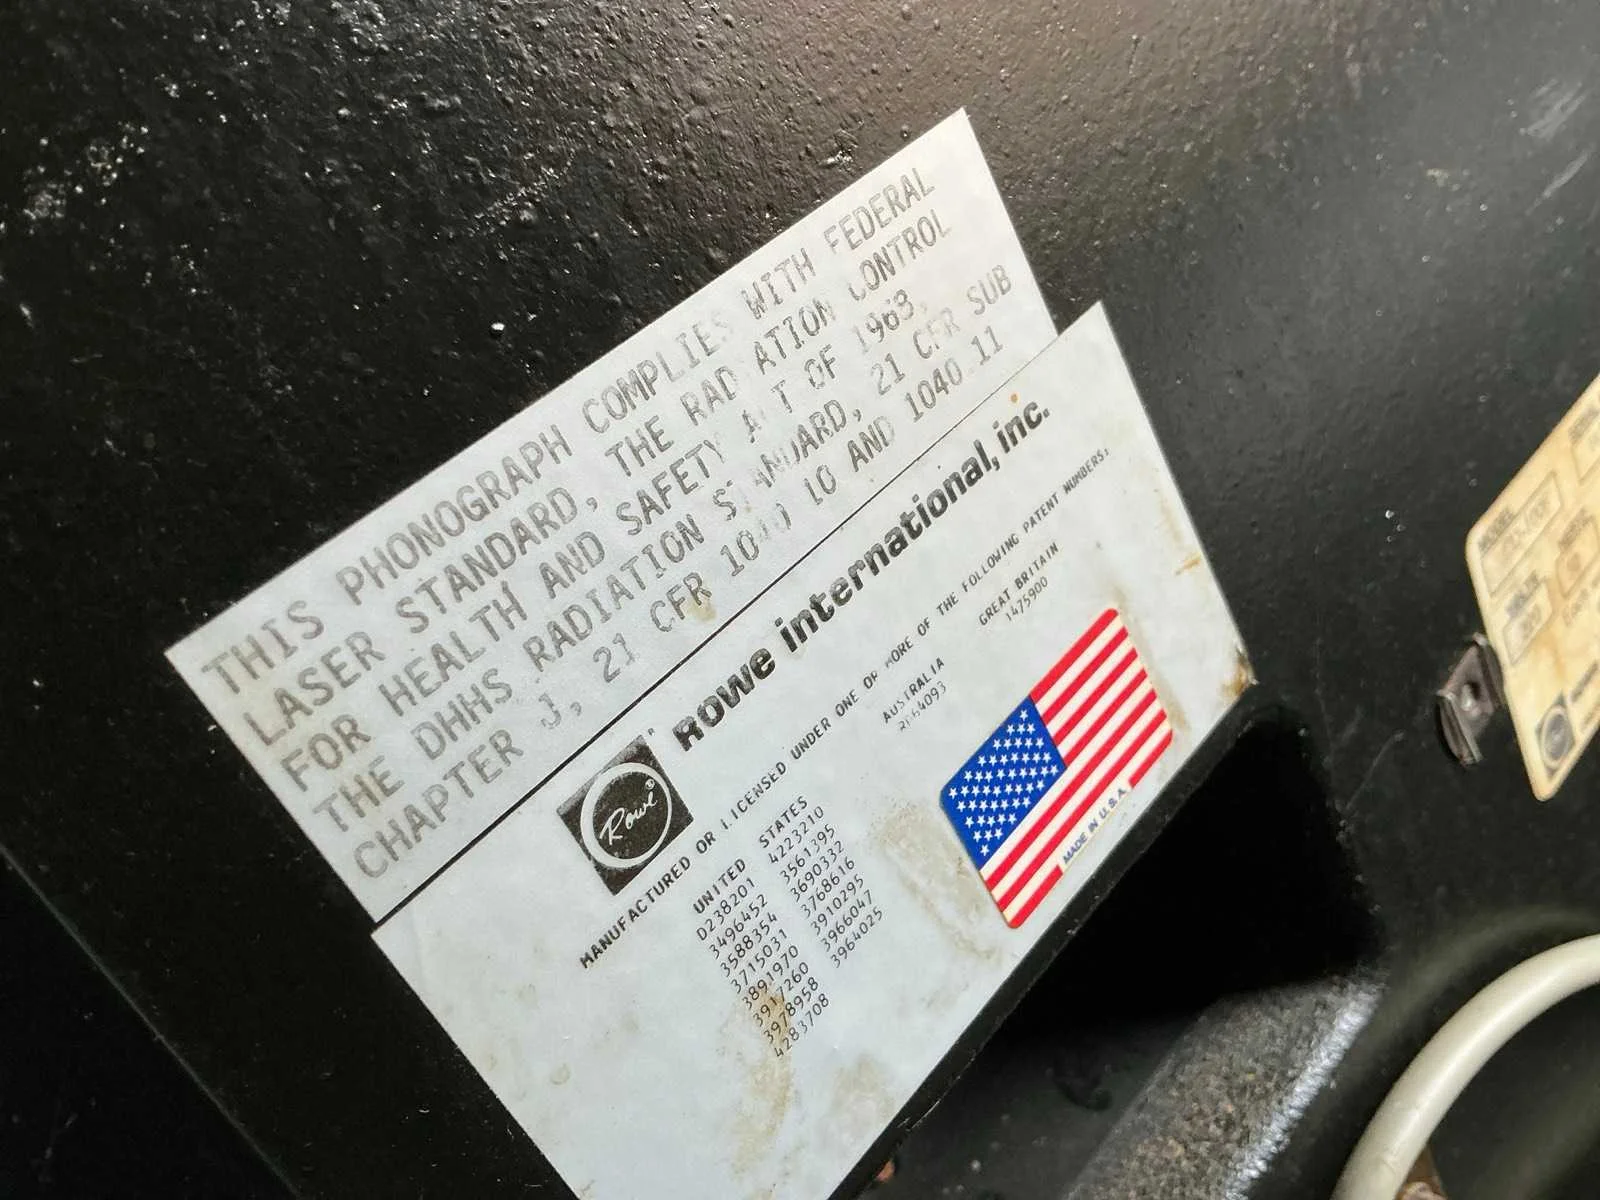 THIS PHONOGRAPH COMPLIES WITH FEDERAL
LASER STANDARD, THE RAD ATION CONTROL
FOR HEALTH AND SAFETY A T OF 1968,
THE DHHS RADIATION STANDARD, 21 CFR SUB
CHAPTER J, 21 CFR 1040 10 AND 1040.11
Rowe international, inc.
Rowe®
MANUFACTURED OR LICENSED UNDER ONE OR MORE OF THE FOLLOWING PATENT NUMBERS:
UNITED STATES
D238201 4223210
3496452 3561395
3588354 3690332
3715031 3768616
3891970 3910295
3917260 3966047
3978958 3964025
4283708
AUSTRALIA
GREAT BRITAIN
1475900
MADE IN U.S.A.